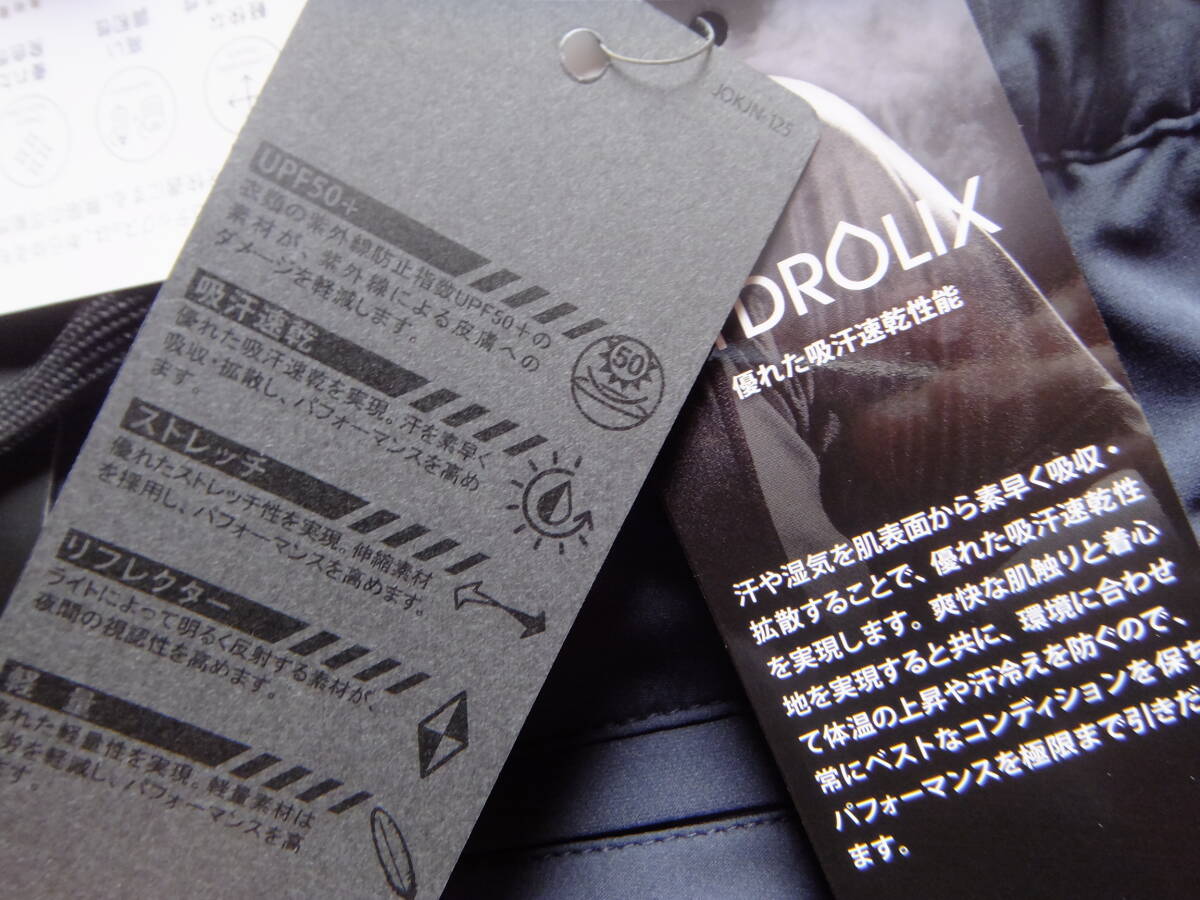 JOKJN-125
UPF50+
衣類の紫外線防止指数UPF50+の
素材が、紫外線による皮膚への
ダメージを軽減します。
50
吸汗速乾
優れた吸汗速乾を実現。汗を素早く
吸収・拡散し、パフォーマンスを高め
ます。
ストレッチ
優れたストレッチ性を実現。伸縮素材
を採用し、パフォーマンスを高めます。
リフレクター
ライトによって明るく反射する素材が、
夜間の視認性を高めます。
軽量
優れた軽量性を実現。軽量素材は
労を軽減し、パフォーマンスを高
ます。
DROLIX
優れた吸汗速乾性能
汗や湿気を肌表面から素早く吸収・
拡散することで、優れた吸汗速乾性
を実現します。爽快な肌触りと着心
地を実現すると共に、環境に合わせ
て体温の上昇や汗冷えを防ぐので、
常にベストなコンディションを保ち
パフォーマンスを極限まで引きだ
ます。